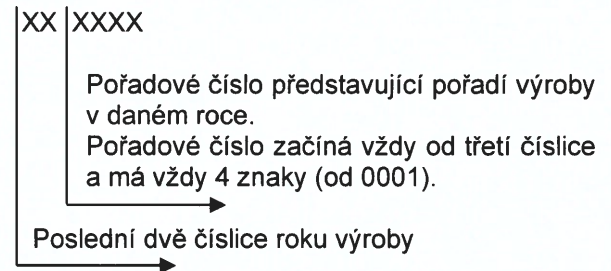 XX XXXX
Pořadové číslo představující pořadí výroby
v daném roce.
Pořadové číslo začíná vždy od třetí číslice
a má vždy 4 znaky (od 0001).
Poslední dvě číslice roku výroby